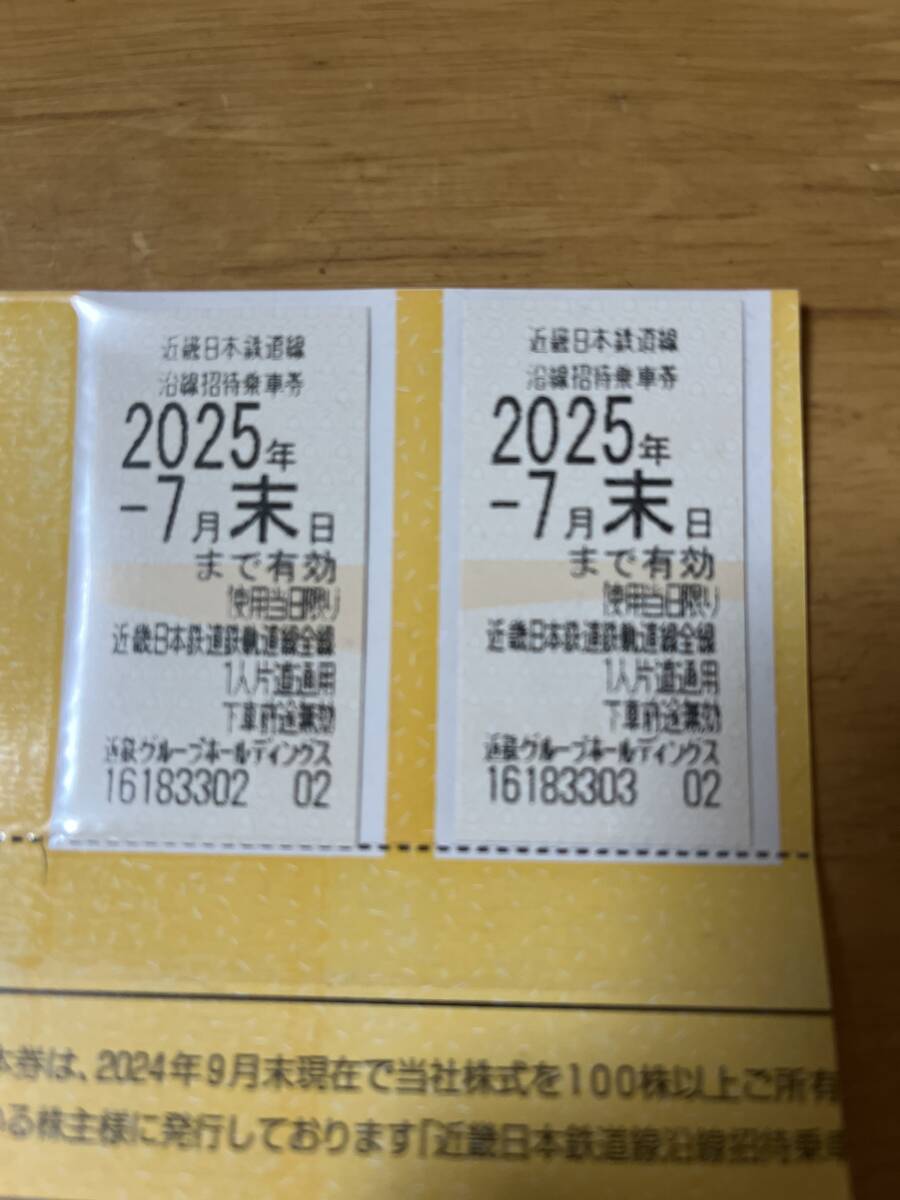 近畿日本鉄道線
沿線招待乗車券
2025年
-7月末日
まで有効
使用当日限り
近畿日本鉄道鉄軌道線全線
1人片道通用
下車前途無効
近鉄グループホールディングス
16183302 02
近畿日本鉄道線
沿線招待乗車券
2025年
-7月末日
まで有効
使用当日限り
近畿日本鉄道鉄軌道線全線
1人片道通用
下車前途無効
近鉄グループホールディングス
16183303 02
本券は、2024年9月末現在で当社株式を100株以上ご所有
いる株主様に発行しております「近畿日本鉄道線沿線招待乗車